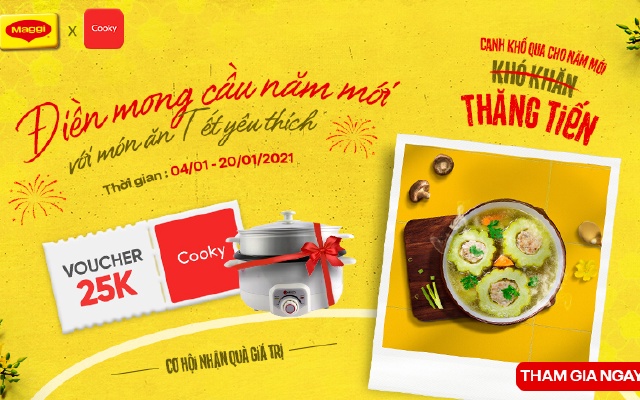 Maggi X Cooky
Điền mong cầu năm mới
với món ăn Tết yêu thích
Thời gian : 04/01 - 20/01/2021
CANH KHỔ QUA CHO NĂM MỚI
KHÓ KHĂN
THĂNG TIẾN
VOUCHER
25K
Cooky
CƠ HỘI NHẬN QUÀ GIÁ TRỊ
THAM GIA NGAY